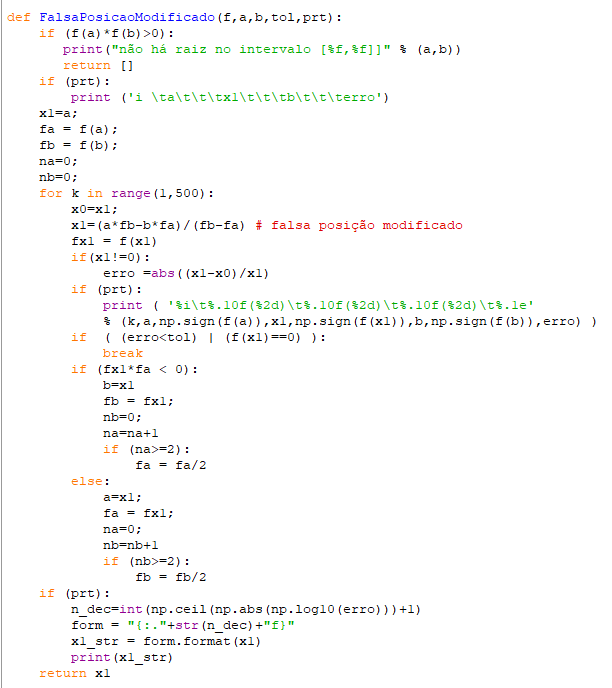 def FalsaPosicaoModificado(f,a,b,tol,prt):
    if (f(a)*f(b)>0):
       print("não há raiz no intervalo [%f,%f]]" % (a,b))
       return []
    if (prt):
        print ('i \ta\t\t\tx1\t\t\tb\t\t\terro')
    x1=a;
    fa = f(a);
    fb = f(b);
    na=0;
    nb=0;
    for k in range(1,500):
        x0=x1;
        x1=(a*fb-b*fa)/(fb-fa) # falsa posição modificado
        fx1 = f(x1)
        if(x1!=0):
            erro =abs((x1-x0)/x1)
        if (prt):
            print ( '%i\t%.10f(%2d)\t%.10f(%2d)\t%.10f(%2d)\t%.1e'
            % (k,a,np.sign(f(a)),x1,np.sign(f(x1)),b,np.sign(f(b)),erro) )
        if  ( (erro<tol) | (f(x1)==0) ):
            break
        if (fx1*fa < 0):
            b=x1
            fb = fx1;
            nb=0;
            na=na+1
            if (na>=2):
                fa = fa/2
        else:
            a=x1;
            fa = fx1;
            na=0;
            nb=nb+1
            if (nb>=2):
                fb = fb/2
    if (prt):
        n_dec=int(np.ceil(np.abs(np.log10(erro)))+1)
        form = "{:."+str(n_dec)+"f}"
        x1_str = form.format(x1)
        print(x1_str)
    return x1